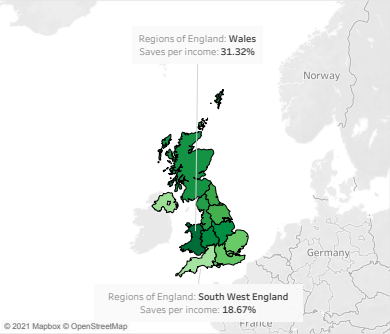 Regions of England: Wales
Saves per income: 31.32%
Norway
Germany
Regions of England: South West England
Saves per income: 18.67%
France
© 2021 Mapbox © OpenStreetMap